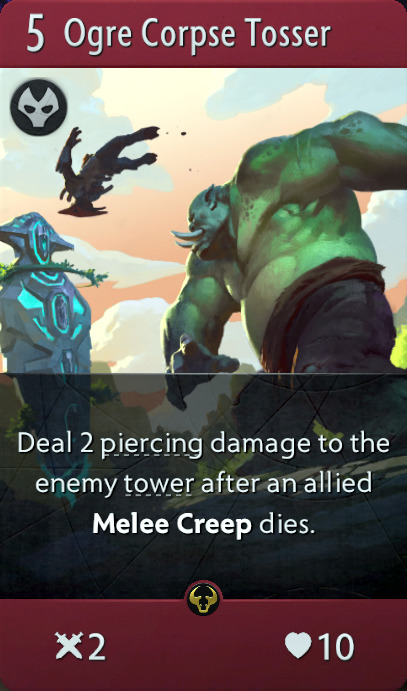 5 Ogre Corpse Tosser
Deal 2 piercing damage to the
enemy tower after an allied
Melee Creep dies.
2 10